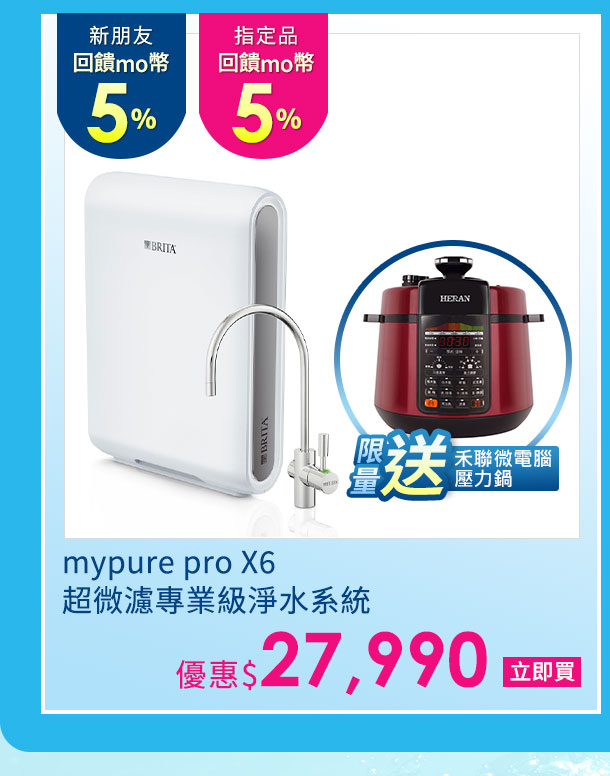 新朋友
回饋mo幣
5%
指定品
回饋mo幣
5%
BRITA
HERAN
BRITA
限量送
禾聯微電腦
壓力鍋
mypure pro X6
超微濾專業級淨水系統
優惠$27,990
立即買